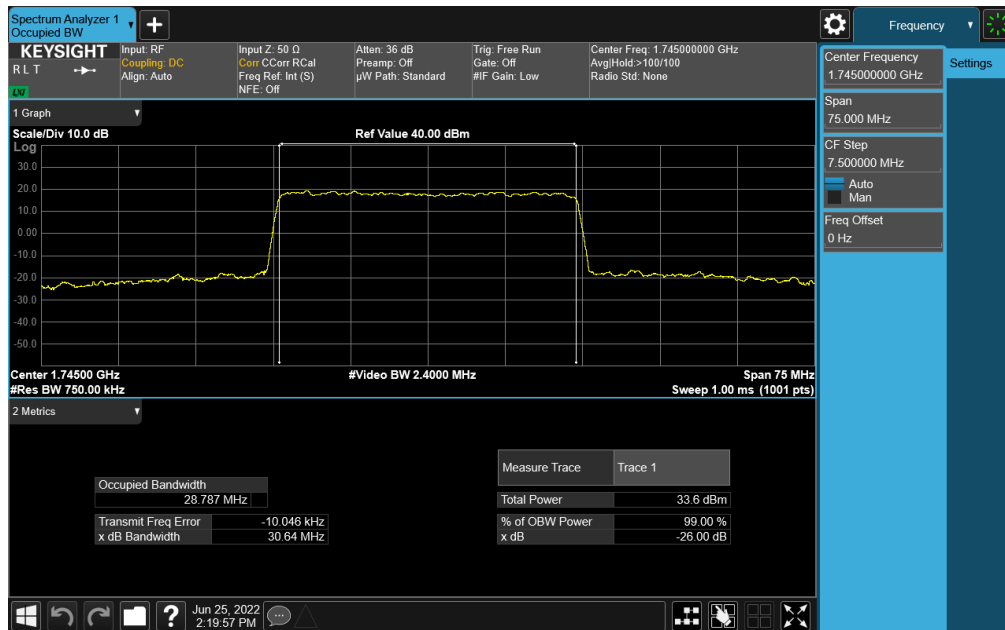 Spectrum Analyzer 1
Occupied BW
Frequency
KEYSIGHT
R L T
LXI
Input: RF
Coupling: DC
Align: Auto
Input Z: 50 Ω
Corr CCorr RCal
Freq Ref: Int (S)
NFE: Off
Atten: 36 dB
Preamp: Off
µW Path: Standard
Trig: Free Run
Gate: Off
#IF Gain: Low
Center Freq: 1.745000000 GHz
Avg|Hold:>100/100
Radio Std: None
Center Frequency
1.745000000 GHz
Settings
Span
75.000 MHz
CF Step
7.500000 MHz
Auto
Man
Freq Offset
0 Hz
1 Graph
Scale/Div 10.0 dB
Ref Value 40.00 dBm
Log
30.0
20.0
10.0
0.00
-10.0
-20.0
-30.0
-40.0
-50.0
Center 1.74500 GHz
#Video BW 2.4000 MHz
Span 75 MHz
#Res BW 750.00 kHz
Sweep 1.00 ms (1001 pts)
2 Metrics
Measure Trace Trace 1
Occupied Bandwidth
28.787 MHz
Total Power 33.6 dBm
Transmit Freq Error -10.046 kHz
% of OBW Power 99.00 %
x dB Bandwidth 30.64 MHz
x dB -26.00 dB
Jun 25, 2022
2:19:57 PM